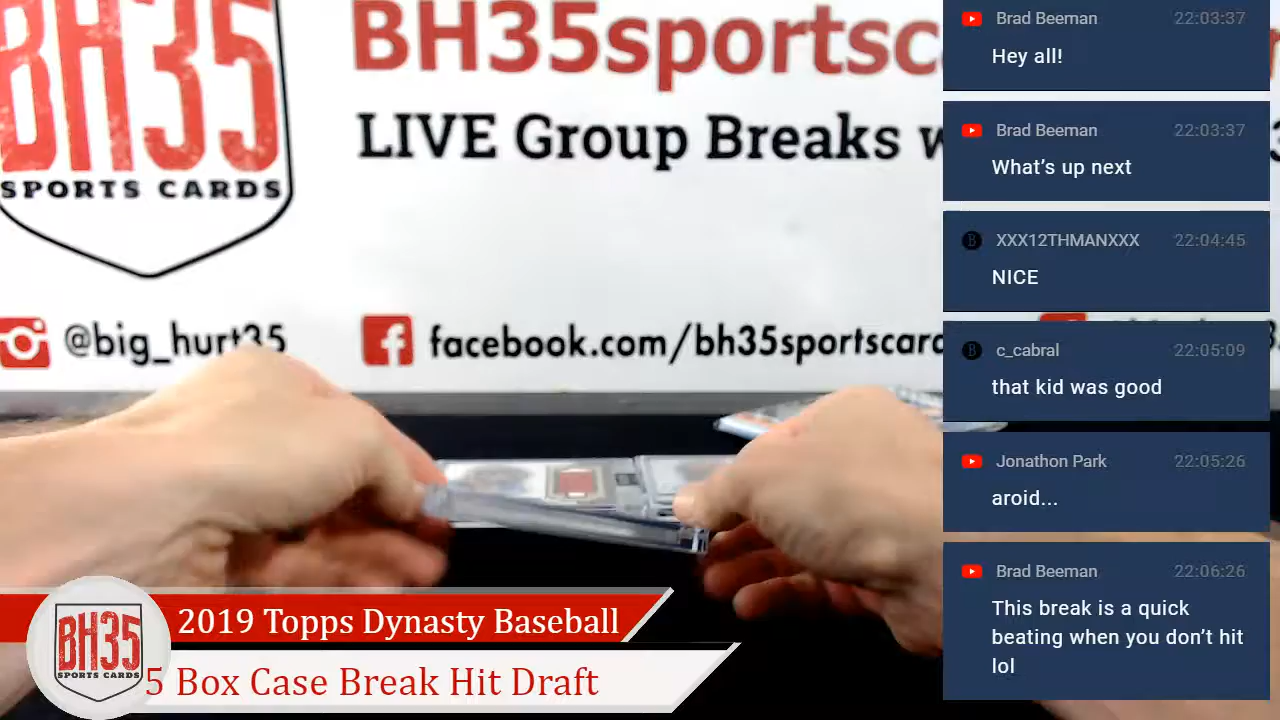 BH35
SPORTS CARDS
BH35sportsc
LIVE Group Breaks w
@big_hurt35
facebook.com/bh35sportscard
2019 Topps Dynasty Baseball
5 Box Case Break Hit Draft
BH35
SPORTS CARDS
Brad Beeman 22:03:37
Hey all!
Brad Beeman 22:03:37
What’s up next
XXX12THMANXXX 22:04:45
NICE
c_cabral 22:05:09
that kid was good
Jonathon Park 22:05:26
aroid...
Brad Beeman 22:06:26
This break is a quick
beating when you don’t hit
lol